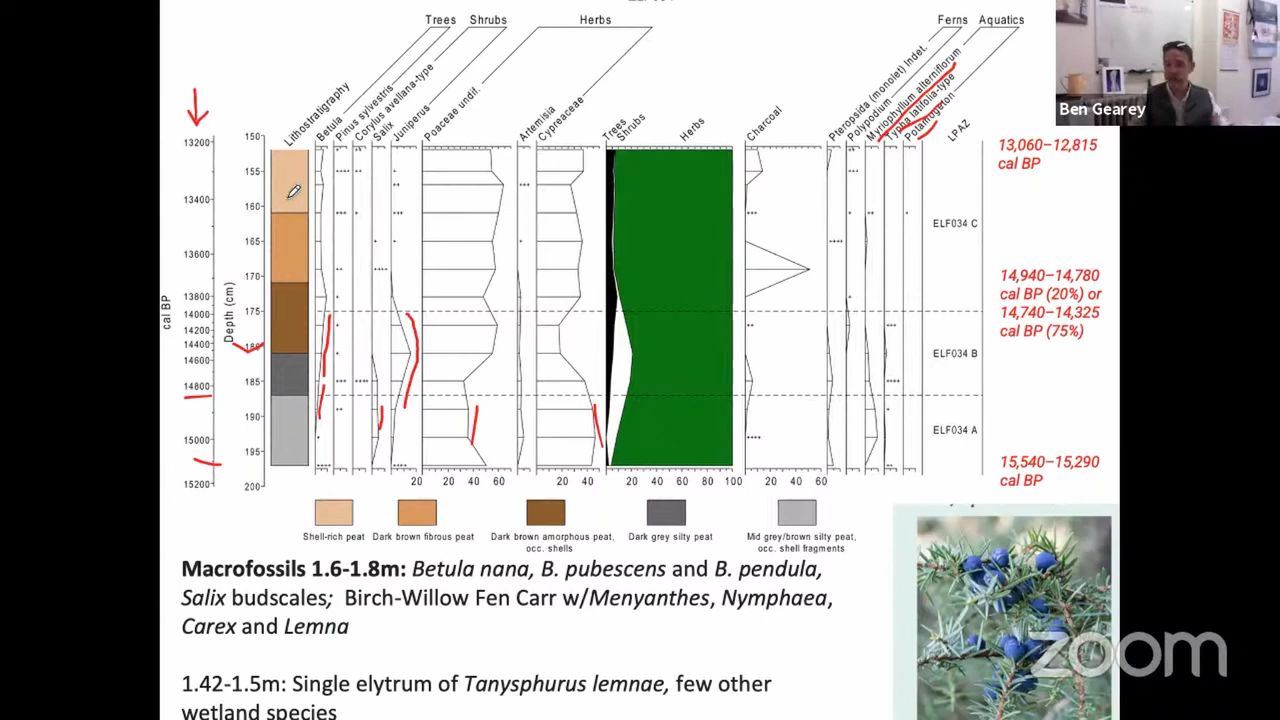 Trees Shrubs Herbs Ferns Aquatics
Lithostratigraphy
Betula
Pinus sylvestris
Corylus avellana-type
Salix
Juniperus
Poaceae undif.
Artemisia
Cypreaceae
Trees
Shrubs
Herbs
Charcoal
Pteropsida (monolet) Indet.
Polypodium
Myriophyllum alterniflorum
Typha latifolia-type
Potamogeton
LPAZ
Ben Gearey
cal BP
13200
13400
13600
13800
14000
14200
14400
14600
14800
15000
15200
Depth (cm)
150
155
160
165
170
175
180
185
190
195
200
20 20 40 60 20 40 20 40 60 80 100 20 40 60
ELF034 C
ELF034 B
ELF034 A
13,060–12,815
cal BP
14,940–14,780
cal BP (20%) or
14,740–14,325
cal BP (75%)
15,540–15,290
cal BP
Shell-rich peat
Dark brown fibrous peat
Dark brown amorphous peat,
occ. shells
Dark grey silty peat
Mid grey/brown silty peat,
occ. shell fragments
Macrofossils 1.6-1.8m: Betula nana, B. pubescens and B. pendula,
Salix budscales; Birch-Willow Fen Carr w/Menyanthes, Nymphaea,
Carex and Lemna
1.42-1.5m: Single elytrum of Tanysphurus lemnae, few other
wetland species
zoom